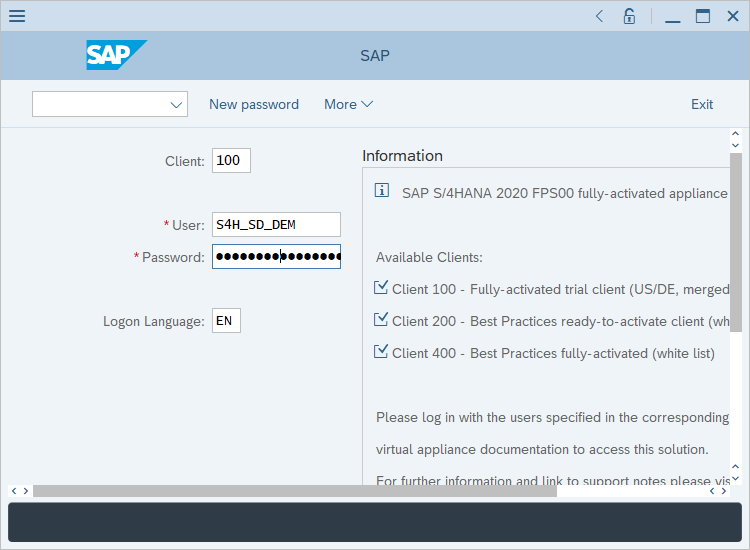 SAP
SAP
New password More Exit
Client: 100
Information
SAP S/4HANA 2020 FPS00 fully-activated appliance
* User: S4H_SD_DEM
* Password: ●●●●●●●●●●●●●●●●
Available Clients:
Client 100 - Fully-activated trial client (US/DE, merged
Client 200 - Best Practices ready-to-activate client (wh
Logon Language: EN
Client 400 - Best Practices fully-activated (white list)
Please log in with the users specified in the corresponding
virtual appliance documentation to access this solution.
For further information and link to support notes please vis